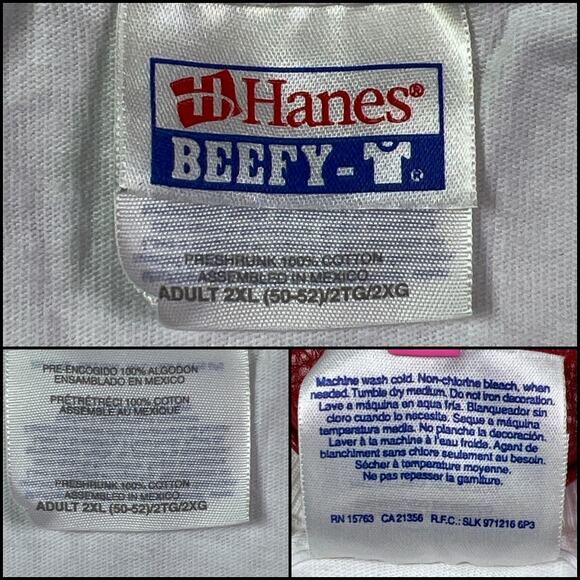 Hanes®
BEEFY-T®
PRESHRUNK 100% COTTON
ASSEMBLED IN MEXICO
ADULT 2XL (50-52)/2TG/2XG
PRE-ENCOGIDO 100% ALGODON
ENSAMBLADO EN MEXICO
PRÉTRÉTRÉCI 100% COTON
ASSEMBLE AU MEXIQUE
PRESHRUNK 100% COTTON
ASSEMBLED IN MEXICO
ADULT 2XL (50-52)/2TG/2XG
Machine wash cold. Non-chlorine bleach, when
needed. Tumble dry medium. Do not iron decoration.
Lave a máquina en agua fría. Blanqueador sin
cloro cuando lo necesite. Seque a máquina
temperatura media. No planche la decoración.
Laver à la machine à l'eau froide. Agent de
blanchiment sans chlore seulement au besoin.
Sécher à température moyenne.
Ne pas repasser la garniture.
RN 15763 CA 21356 R.F.C.: SLK 971216 6P3